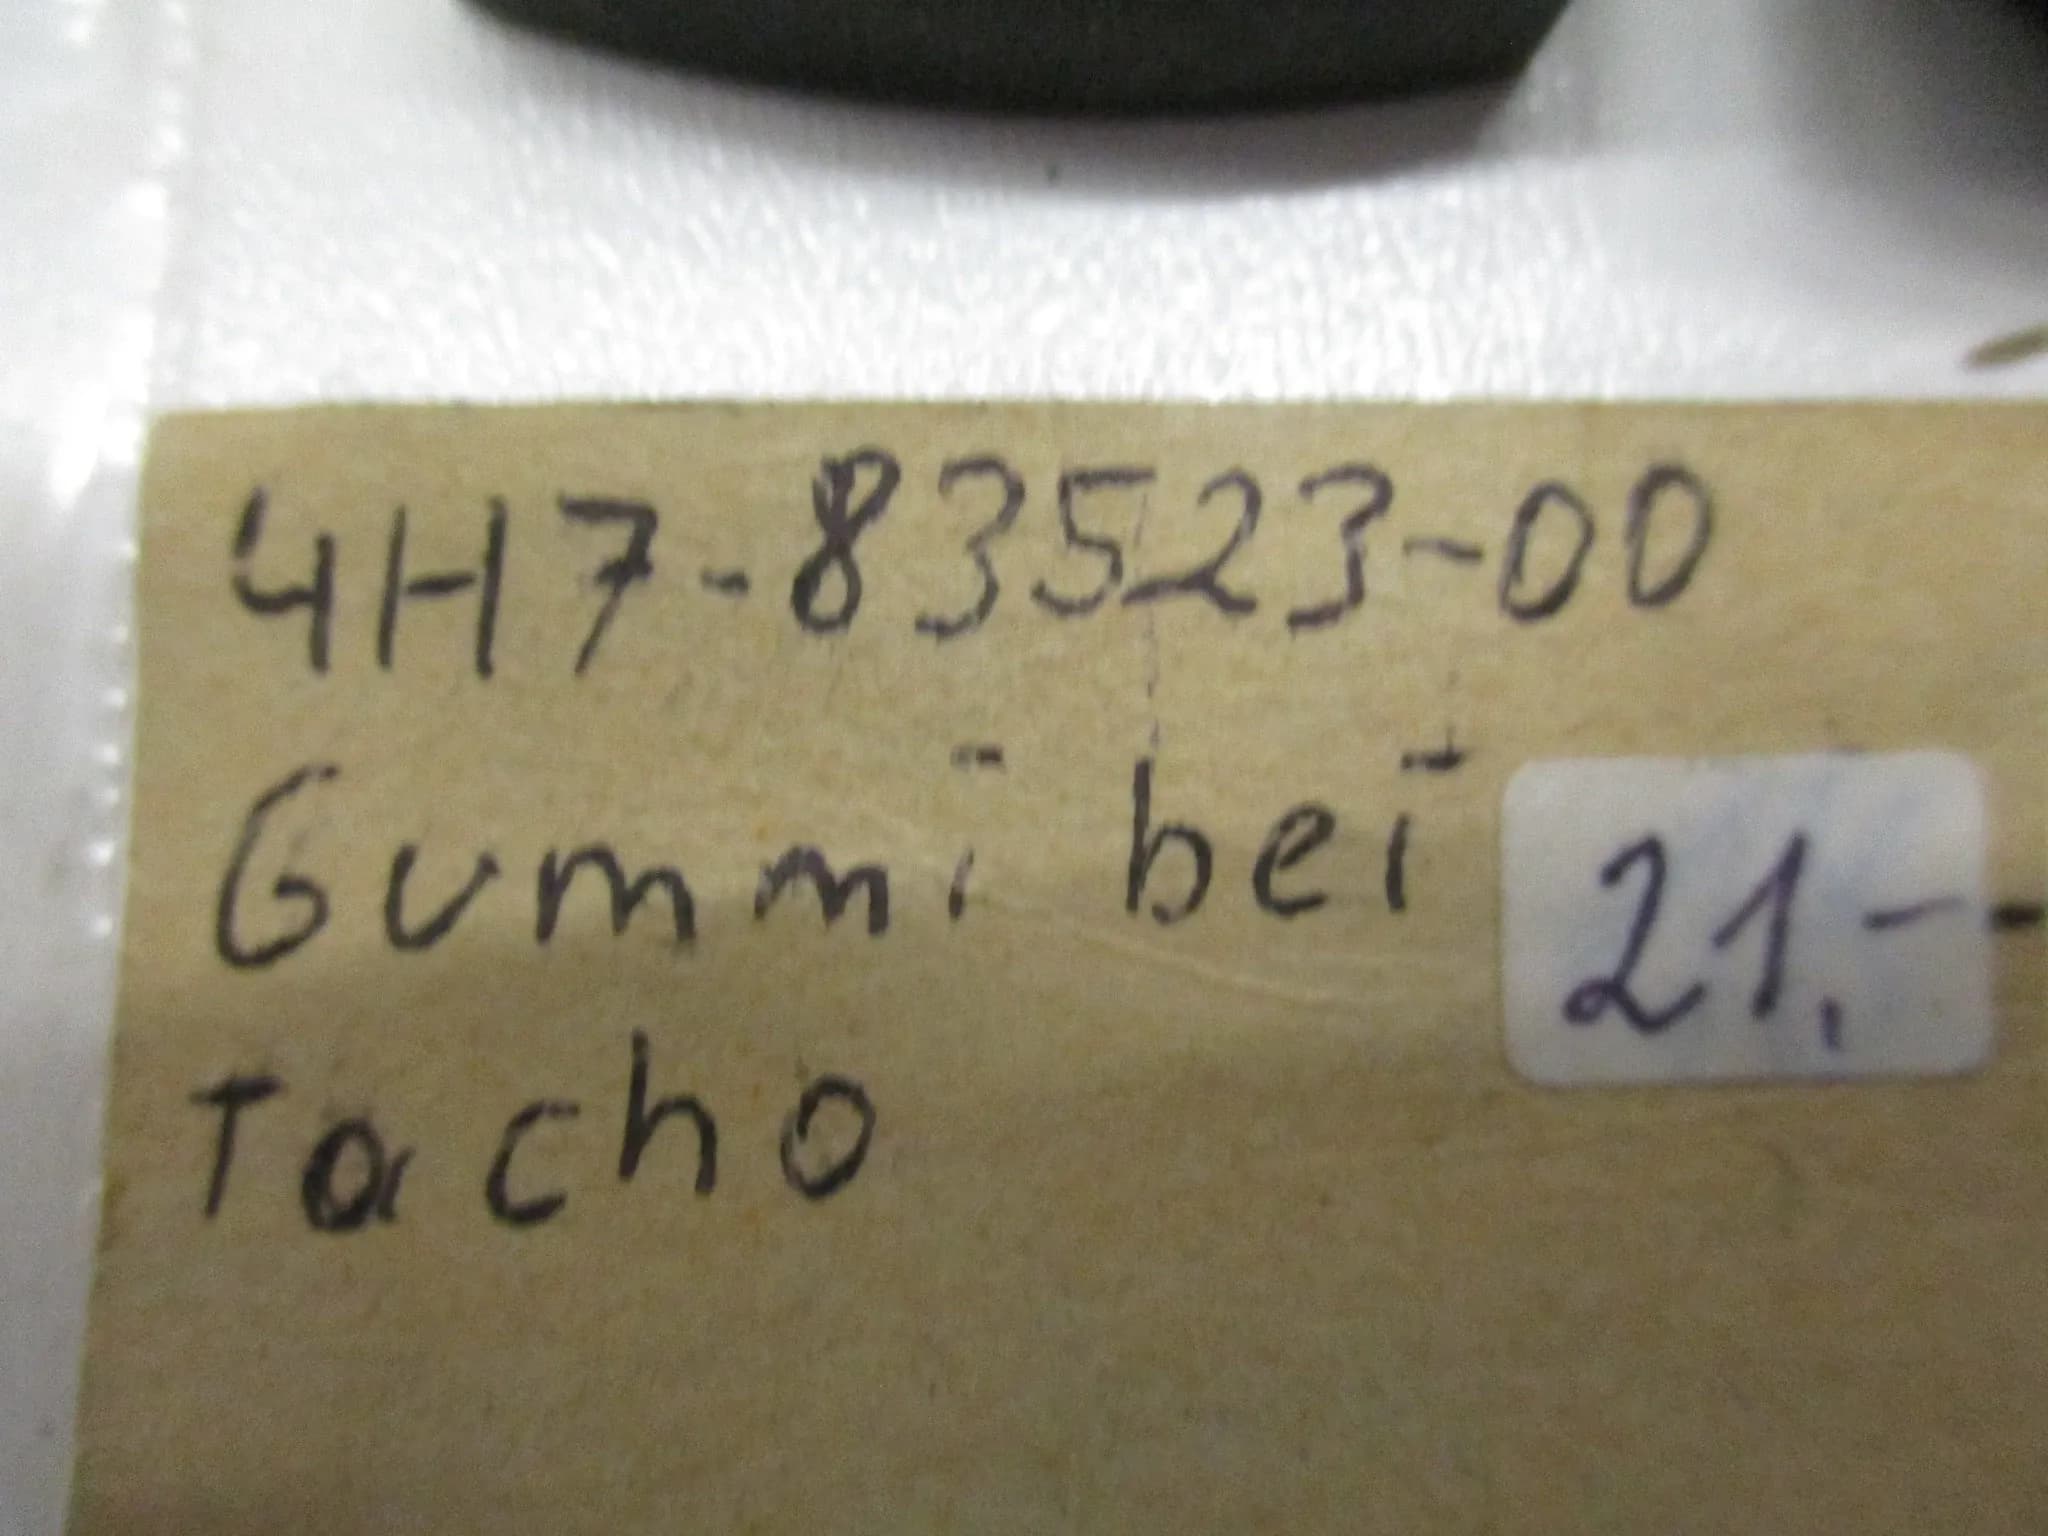 4H7-83523-00
Gummi bei
21.-
Tacho